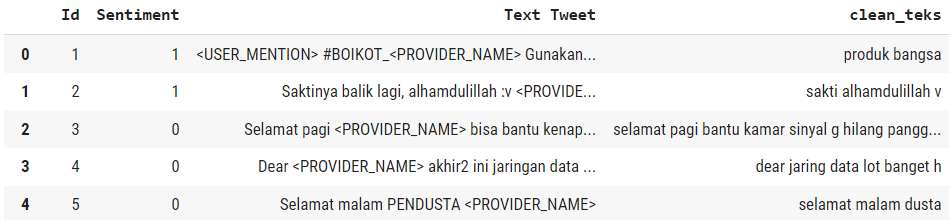 Id Sentiment Text Tweet clean_teks
0 1 1 <USER_MENTION> #BOIKOT_<PROVIDER_NAME> Gunakan... produk bangsa
1 2 1 Saktinya balik lagi, alhamdulillah :v <PROVIDE... sakti alhamdulillah v
2 3 0 Selamat pagi <PROVIDER_NAME> bisa bantu kenap... selamat pagi bantu kamar sinyal g hilang pangg...
3 4 0 Dear <PROVIDER_NAME> akhir2 ini jaringan data ... dear jaring data lot banget h
4 5 0 Selamat malam PENDUSTA <PROVIDER_NAME> selamat malam dusta